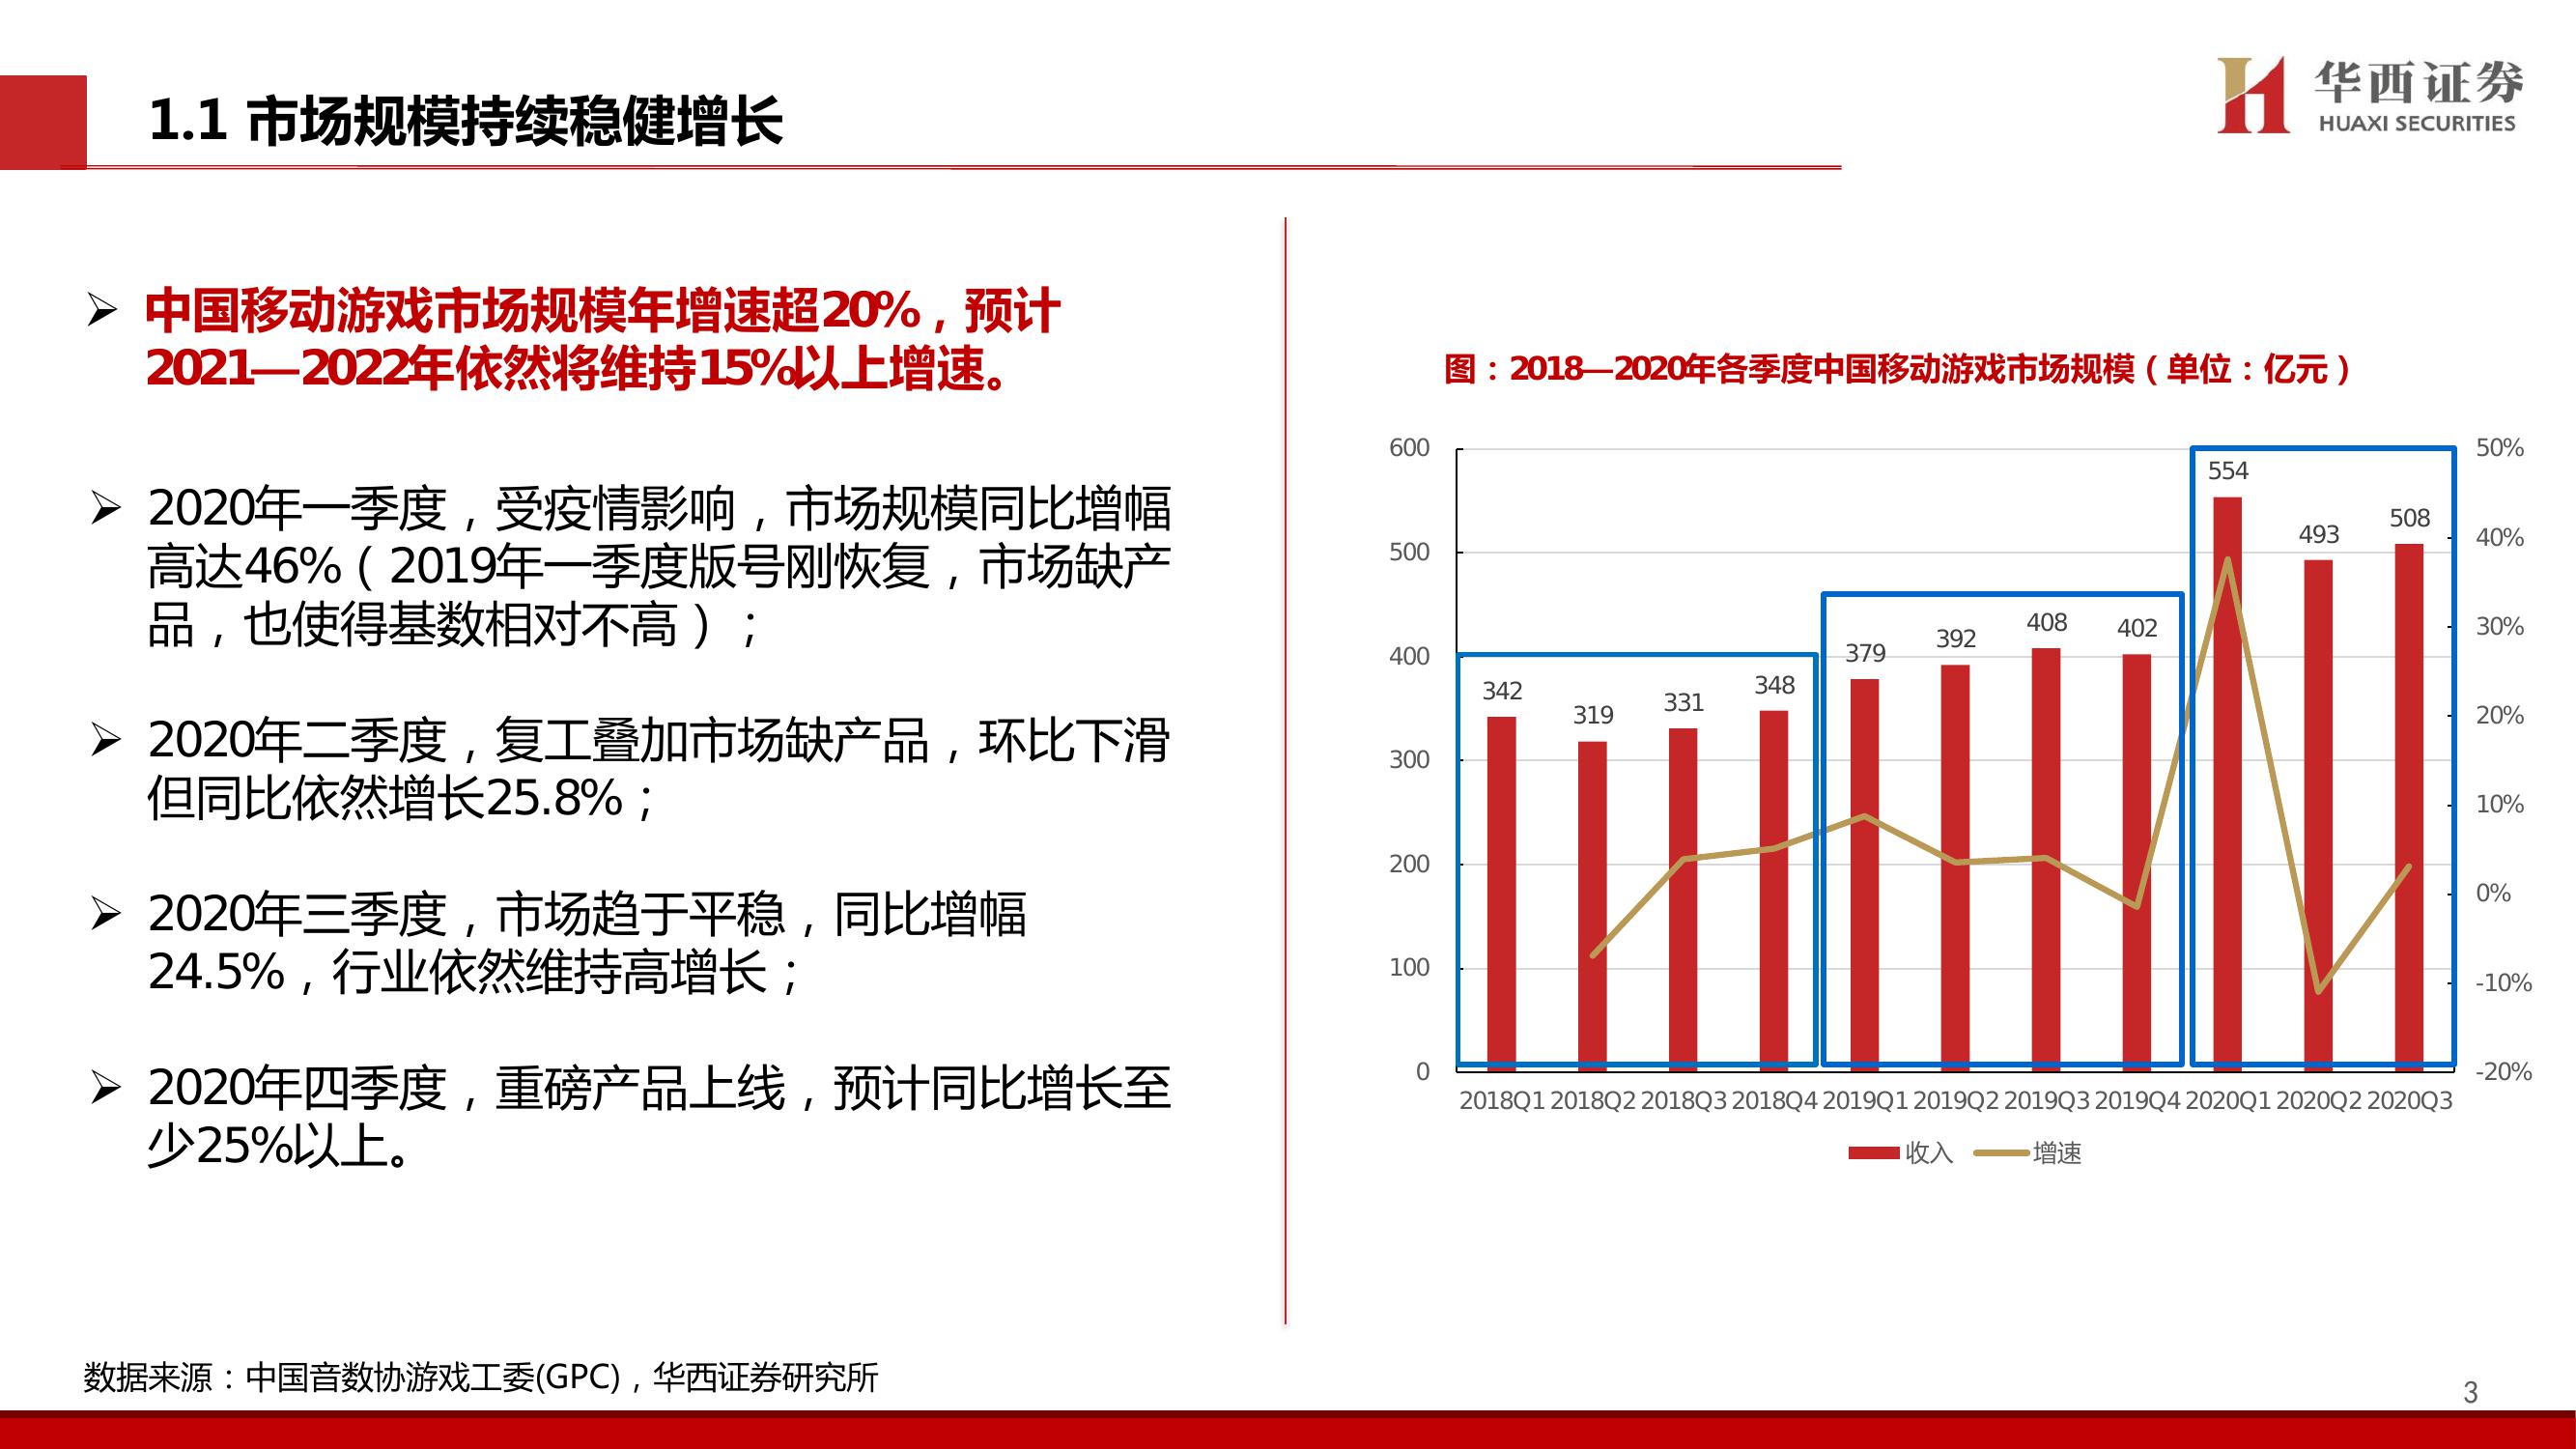 1.1 市场规模持续稳健增长
华西证券
HUAXI SECURITIES
中国移动游戏市场规模年增速超20%，预计
2021—2022年依然将维持15%以上增速。
2020年一季度，受疫情影响，市场规模同比增幅
高达46%（2019年一季度版号刚恢复，市场缺产
品，也使得基数相对不高）；
2020年二季度，复工叠加市场缺产品，环比下滑
但同比依然增长25.8%；
2020年三季度，市场趋于平稳，同比增幅
24.5%，行业依然维持高增长；
2020年四季度，重磅产品上线，预计同比增长至
少25%以上。
图：2018—2020年各季度中国移动游戏市场规模（单位：亿元）
600
500
400
300
200
100
0
342
319
331
348
379
392
408
402
554
493
508
50%
40%
30%
20%
10%
0%
-10%
-20%
2018Q1 2018Q2 2018Q3 2018Q4 2019Q1 2019Q2 2019Q3 2019Q4 2020Q1 2020Q2 2020Q3
收入 增速
数据来源：中国音数协游戏工委(GPC)，华西证券研究所
3